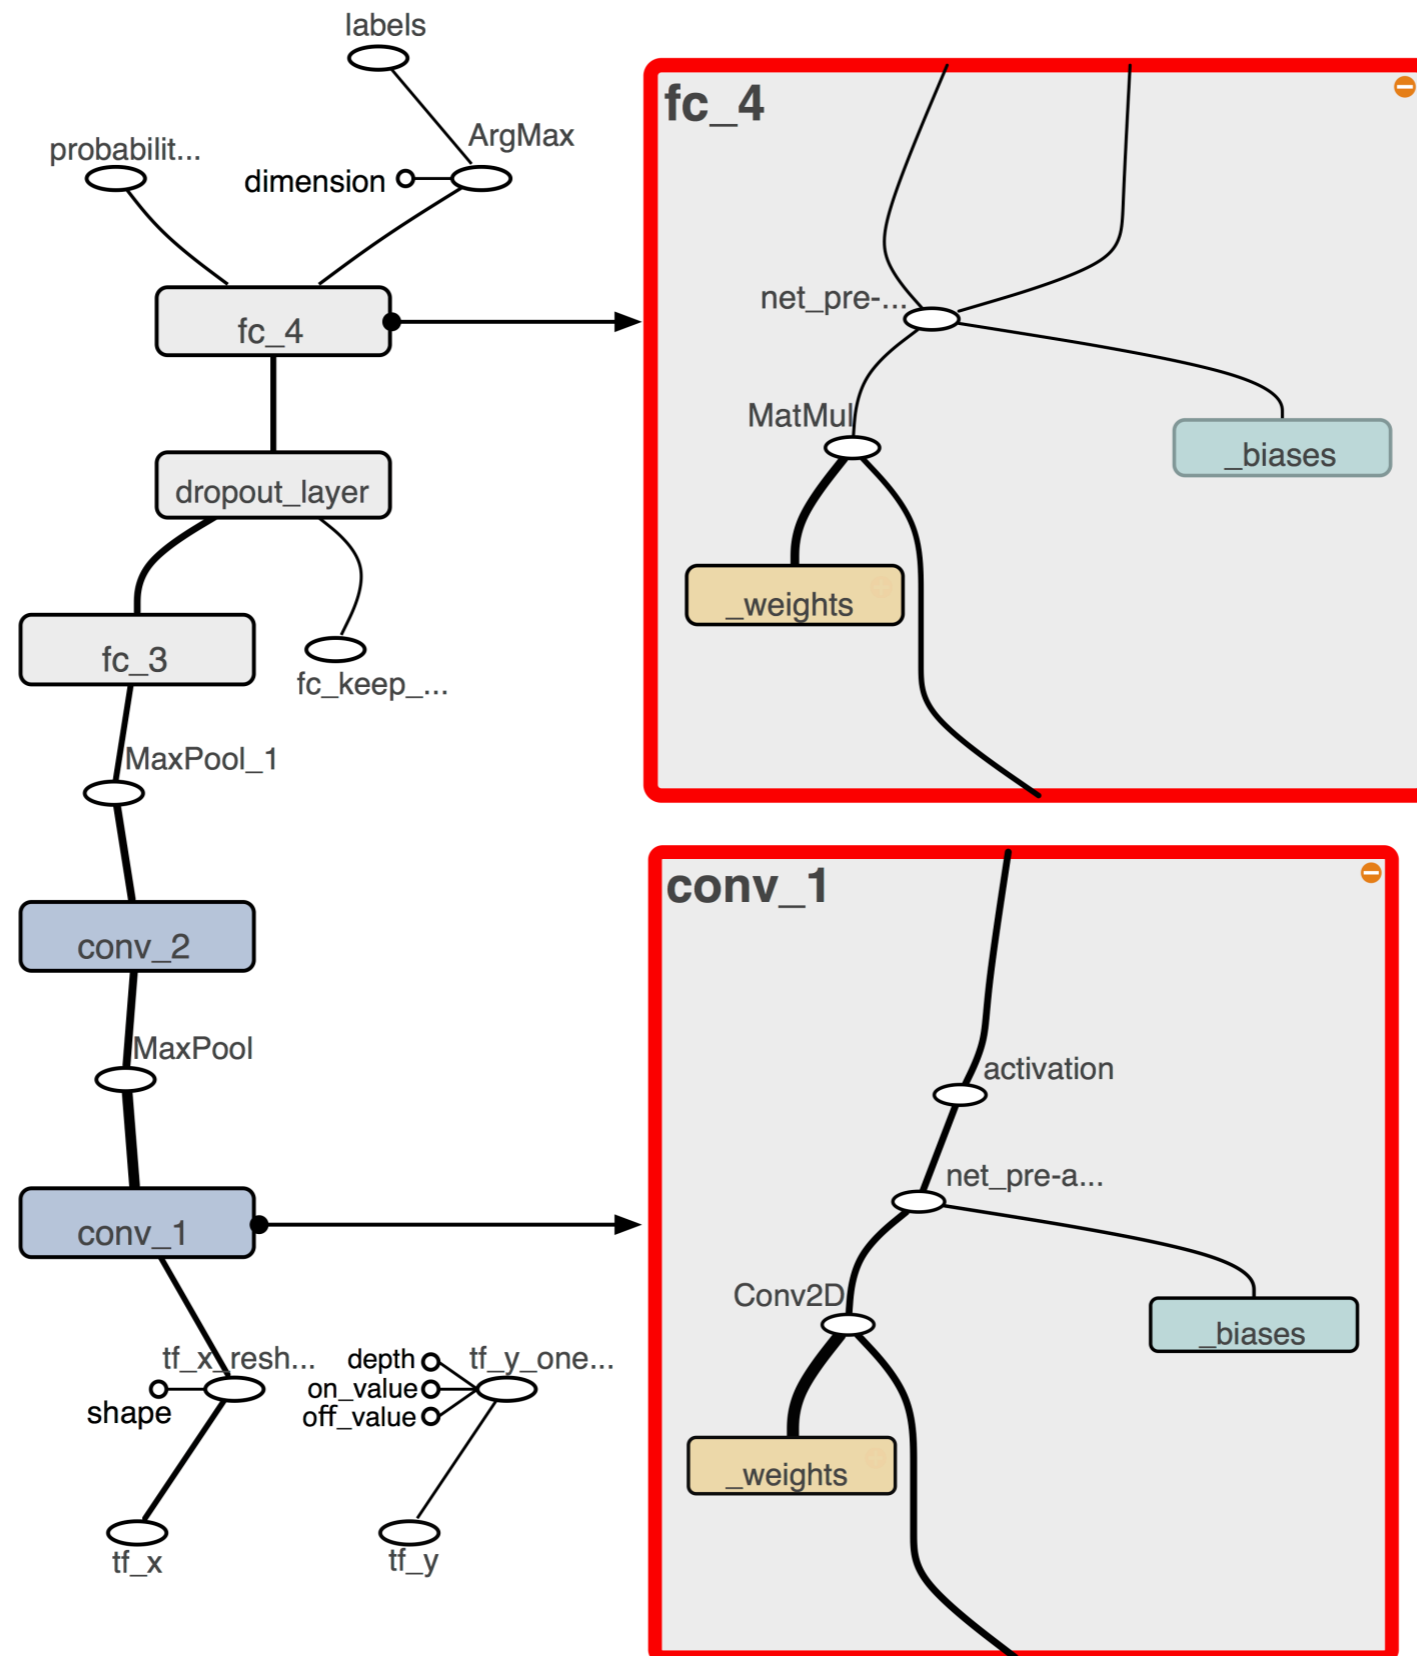 labels
ArgMax
probabilit...
dimension
fc_4
dropout_layer
fc_3
fc_keep_...
MaxPool_1
conv_2
MaxPool
conv_1
tf_x_resh...
shape
depth
on_value
off_value
tf_y_one...
tf_x
tf_y
fc_4
net_pre-...
MatMul
_biases
_weights
conv_1
activation
net_pre-a...
Conv2D
_biases
_weights